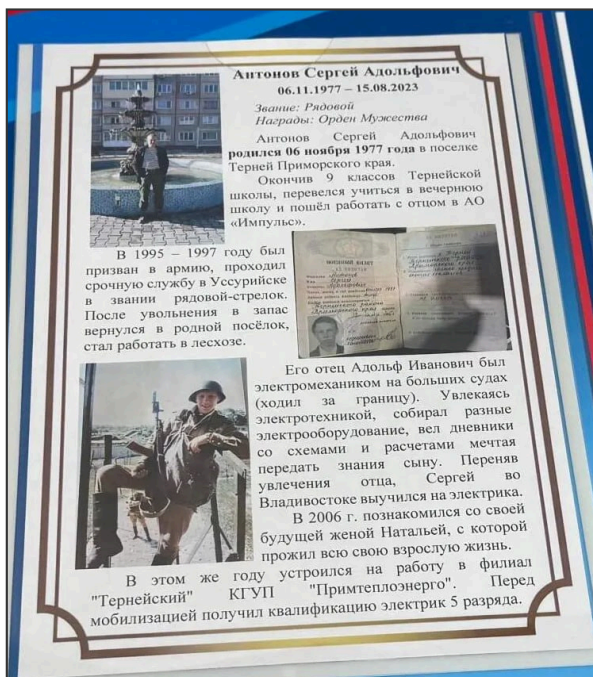 Антонов Сергей Адольфович
06.11.1977 – 15.08.2023
Звание: Рядовой
Награды: Орден Мужества
Антонов Сергей Адольфович
родился 06 ноября 1977 года в поселке
Терней Приморского края.
Окончив 9 классов Тернейской
школы, перевелся учиться в вечернюю
школу и пошёл работать с отцом в АО
«Импульс».
В 1995 – 1997 году был
призван в армию, проходил
срочную службу в Уссурийске
в звании рядовой-стрелок.
После увольнения в запас
вернулся в родной посёлок,
стал работать в лесхозе.
ВОЕННЫЙ БИЛЕТ
Его отец Адольф Иванович был
электромехаником на больших судах
(ходил за границу). Увлекаясь
электротехникой, собирал разные
электрооборудование, вел дневники
со схемами и расчетами мечтая
передать знания сыну. Переняв
увлечения отца, Сергей во
Владивостоке выучился на электрика.
В 2006 г. познакомился со своей
будущей женой Натальей, с которой
прожил всю свою взрослую жизнь.
В этом же году устроился на работу в филиал
"Тернейский" КГУП "Примтеплоэнерго". Перед
мобилизацией получил квалификацию электрик 5 разряда.